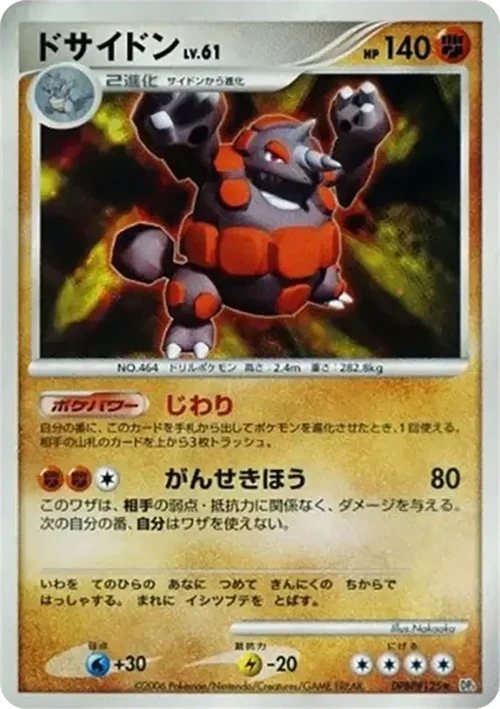 ドサイドン LV.61 HP 140
2進化 サイドンから進化
NO.464 ドリルポケモン 高さ：2.4m 重さ：282.8kg
ポケパワー じわり
自分の番に、このカードを手札から出してポケモンを進化させたとき、1回使える。
相手の山札のカードを上から3枚トラッシュ。
がんせきほう 80
このワザは、相手の弱点・抵抗力に関係なく、ダメージを与える。
次の自分の番、自分はワザを使えない。
いわを てのひらの あなに つめて きんにくの ちからで
はっしゃする。 まれに イシツブテを とばす。
Illus.Nakaoka
弱点 抵抗力 にげる
+30 -20
©2006 Pokémon/Nintendo/Creatures/GAME FREAK.